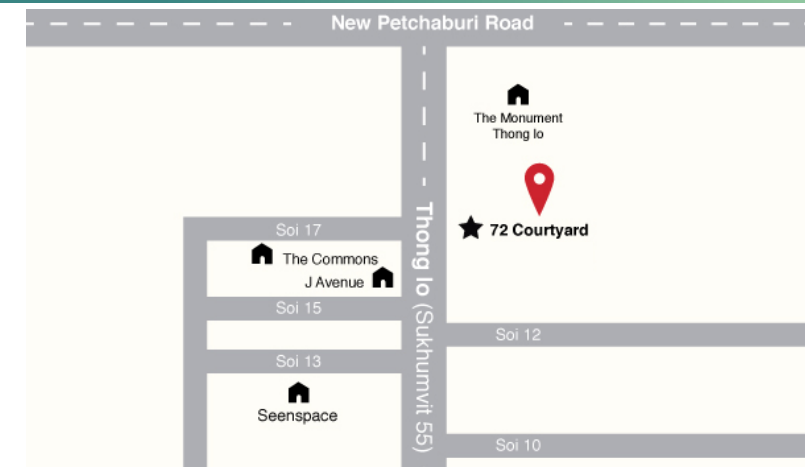 New Petchaburi Road
The Monument
Thong lo
72 Courtyard
Thong lo (Sukhumvit 55)
Soi 17
The Commons
J Avenue
Soi 15
Soi 12
Soi 13
Seenspace
Soi 10